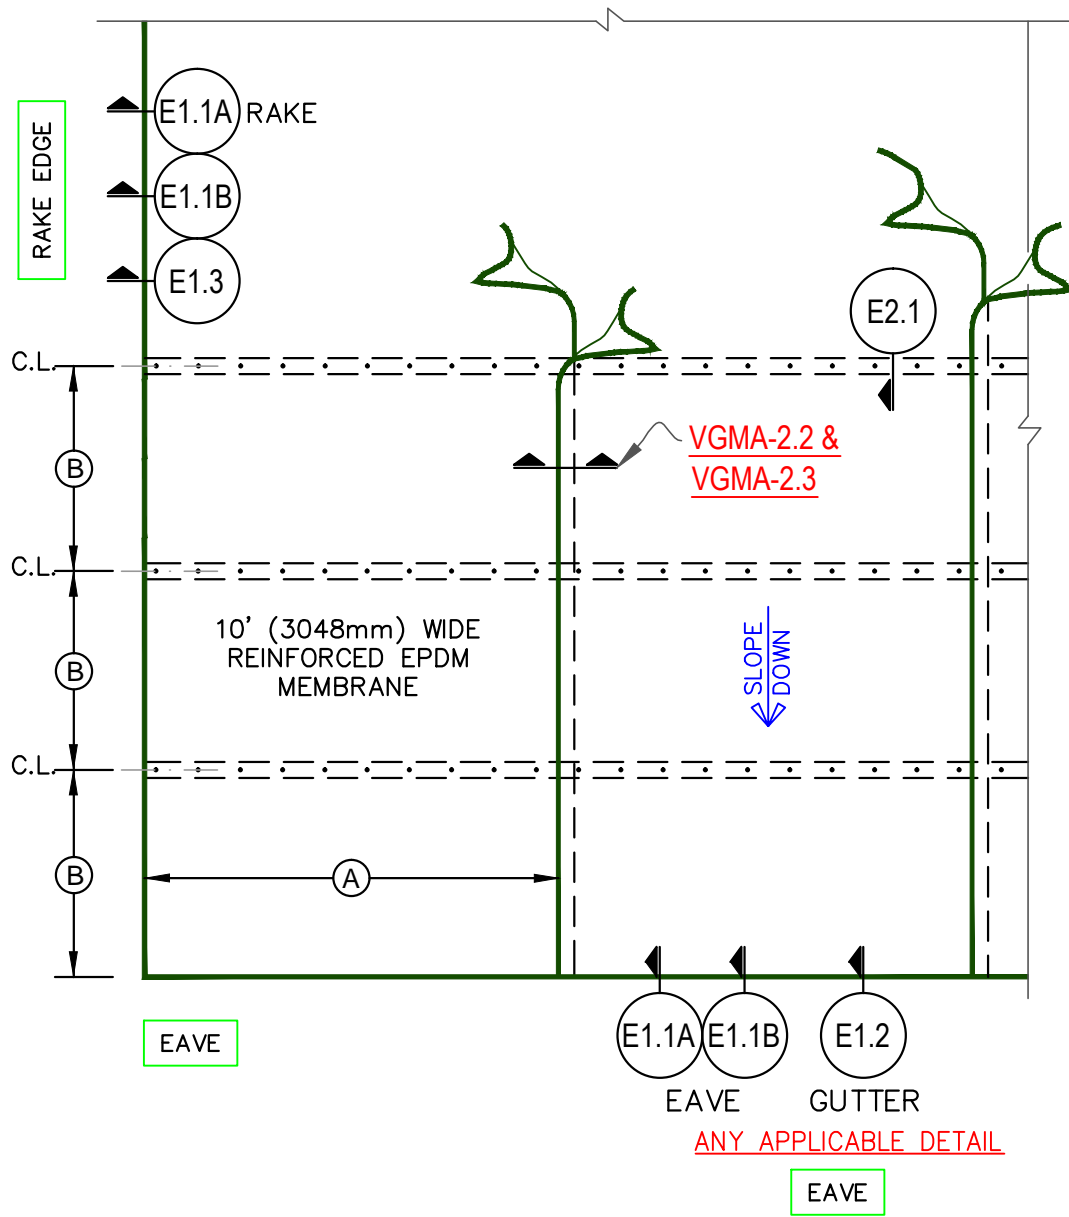 E1.1A RAKE
RAKE EDGE
E1.1B
E1.3
E2.1
C.L.
VGMA-2.2 &
VGMA-2.3
B
C.L.
10' (3048mm) WIDE
REINFORCED EPDM
MEMBRANE
SLOPE
DOWN
B
C.L.
B
A
EAVE
E1.1A
E1.1B
E1.2
EAVE
GUTTER
ANY APPLICABLE DETAIL
EAVE